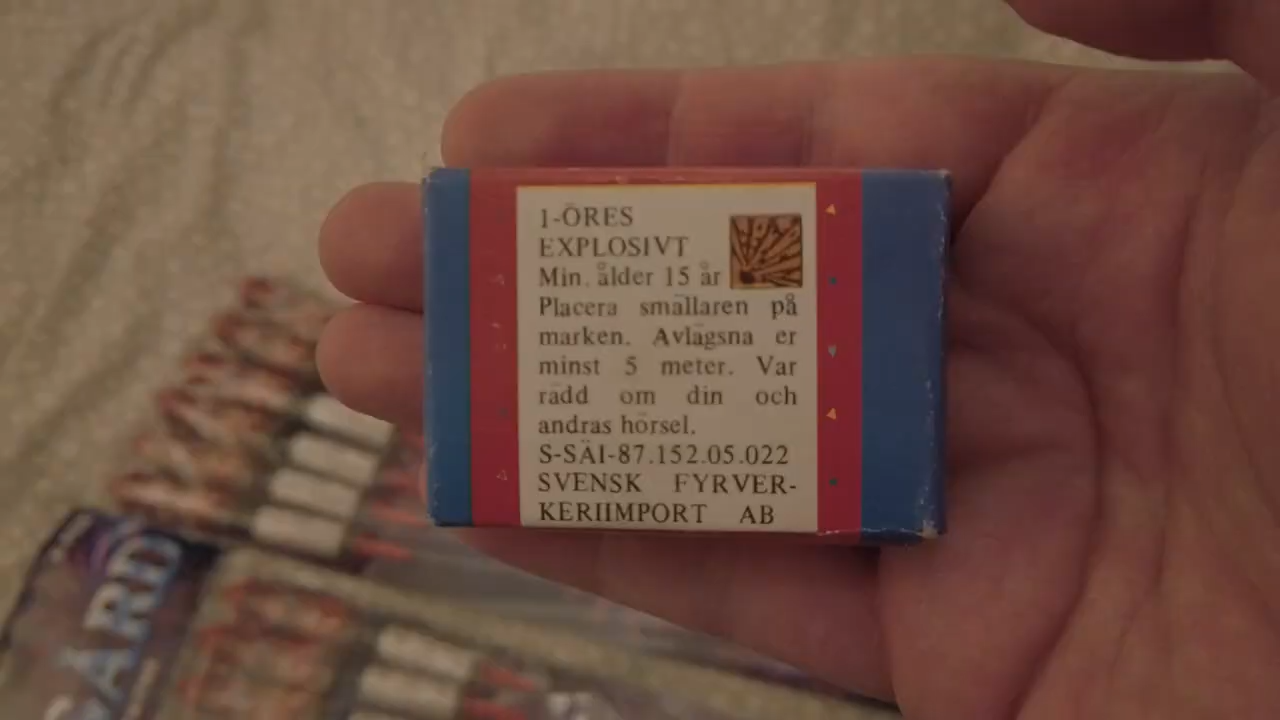 1-ÖRES
EXPLOSIVT
Min. ålder 15 år
Placera smällaren på
marken. Avlägsna er
minst 5 meter. Var
rädd om din och
andras hörsel.
S-SÄI-87.152.05.022
SVENSK FYRVER-
KERIIMPORT AB